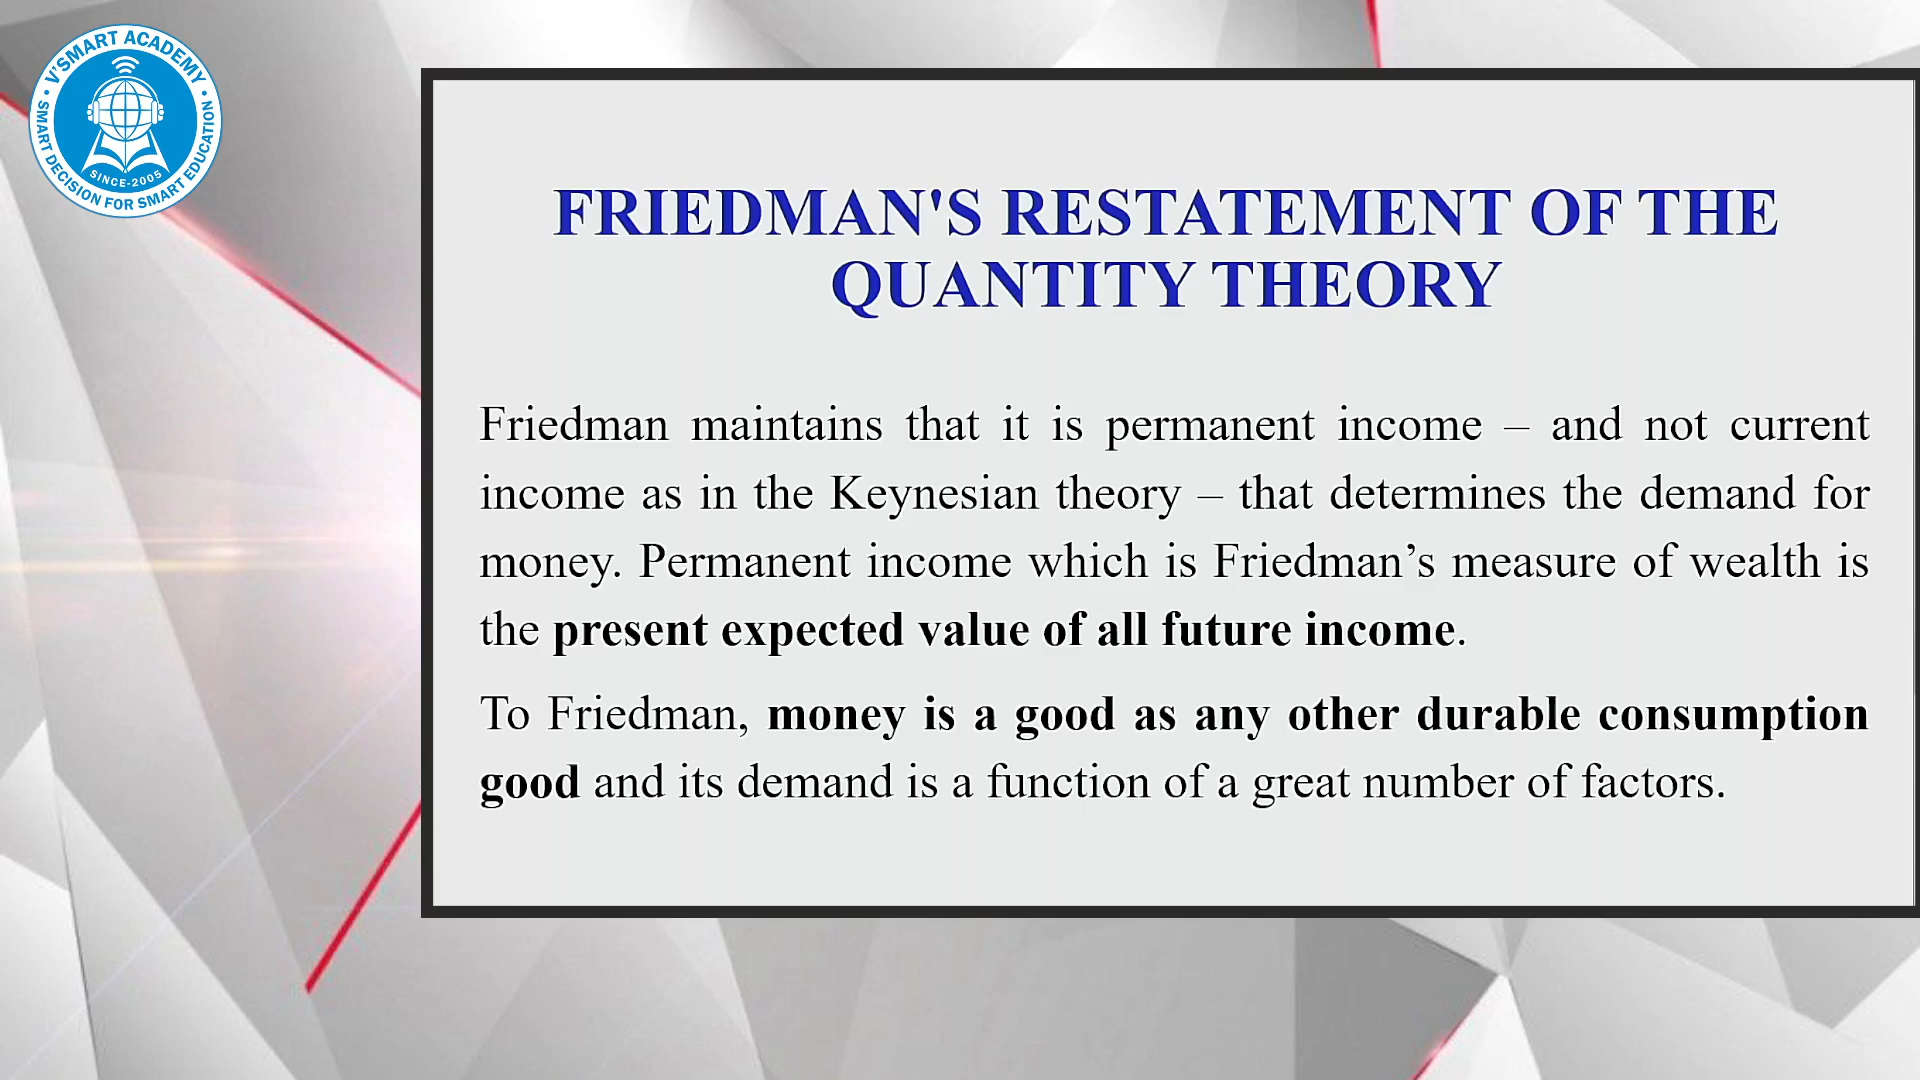 V'SMART ACADEMY
SMART DECISION FOR SMART EDUCATION
SINCE-2005
FRIEDMAN'S RESTATEMENT OF THE
QUANTITY THEORY
Friedman maintains that it is permanent income – and not current
income as in the Keynesian theory – that determines the demand for
money. Permanent income which is Friedman’s measure of wealth is
the present expected value of all future income.
To Friedman, money is a good as any other durable consumption
good and its demand is a function of a great number of factors.